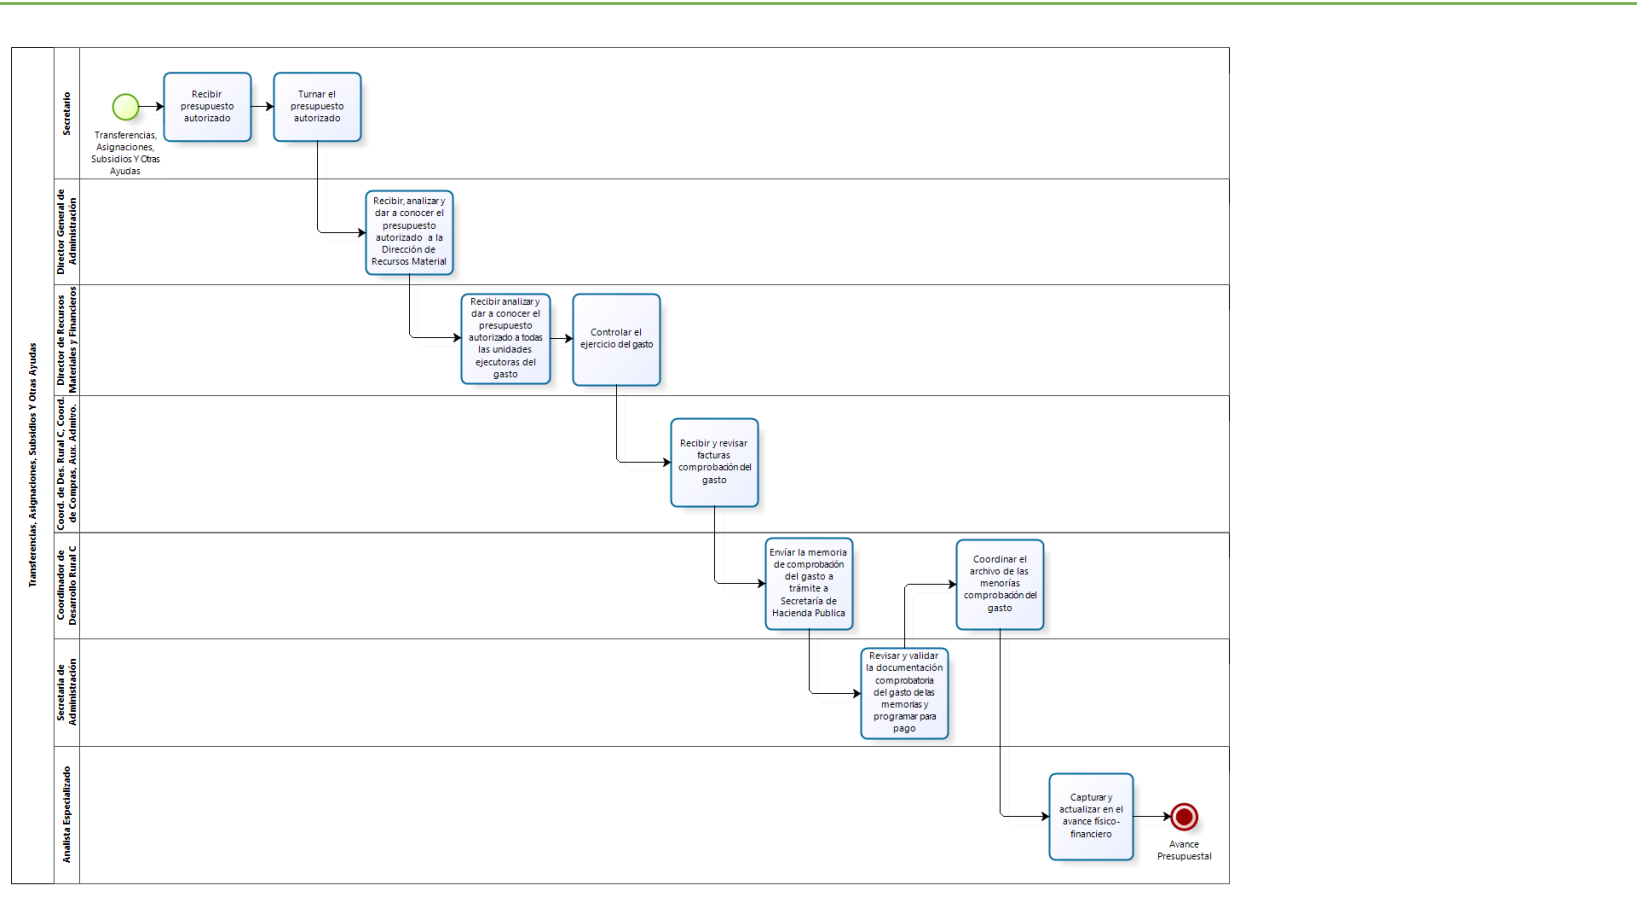 Transferencias, Asignaciones, Subsidios Y Otras Ayudas
Secretario
Transferencias,
Asignaciones,
Subsidios Y Otras
Ayudas
Recibir
presupuesto
autorizado
Turnar el
presupuesto
autorizado
Director General de
Administración
Recibir, analizar y
dar a conocer el
presupuesto
autorizado a la
Dirección de
Recursos Material
Director de Recursos
Materiales y Financieros
Recibir analizar y
dar a conocer el
presupuesto
autorizado a todas
las unidades
ejecutoras del
gasto
Controlar el
ejercicio del gasto
Coord. de Des. Rural C, Coord.
de Compras, Aux. Admivo.
Recibir y revisar
facturas
comprobación del
gasto
Coordinador de
Desarrollo Rural C
Envíar la memoria
de comprobación
del gasto a
trámite a
Secretaría de
Hacienda Publica
Coordinar el
archivo de las
menorías
comprobación del
gasto
Secretaria de
Administración
Revisar y validar
la documentación
comprobatoria
del gasto de las
memorias y
programar para
pago
Analista Especializado
Capturar y
actualizar en el
avance físico-
financiero
Avance
Presupuestal